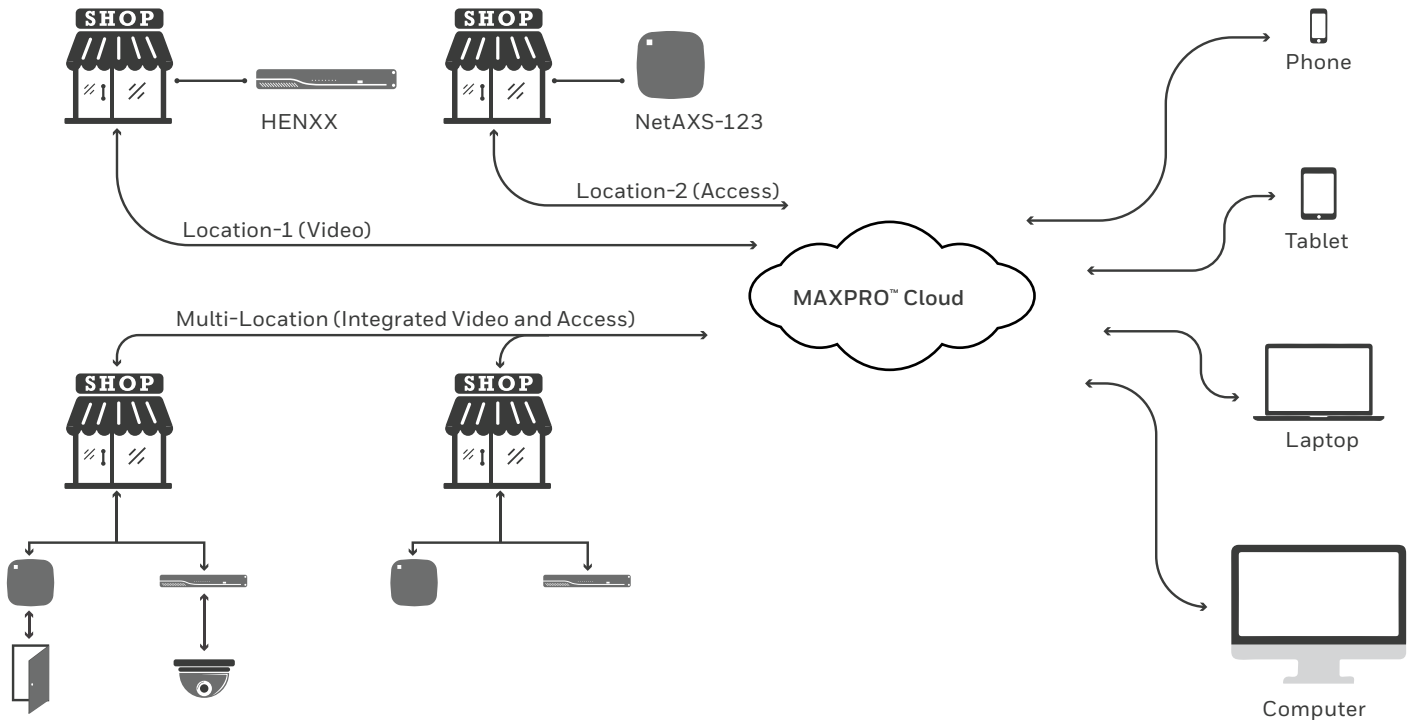 SHOP
SHOP
Phone
HENXX
NetAXS-123
Location-2 (Access)
Location-1 (Video)
Tablet
MAXPRO™ Cloud
Multi-Location (Integrated Video and Access)
SHOP
SHOP
Laptop
Computer